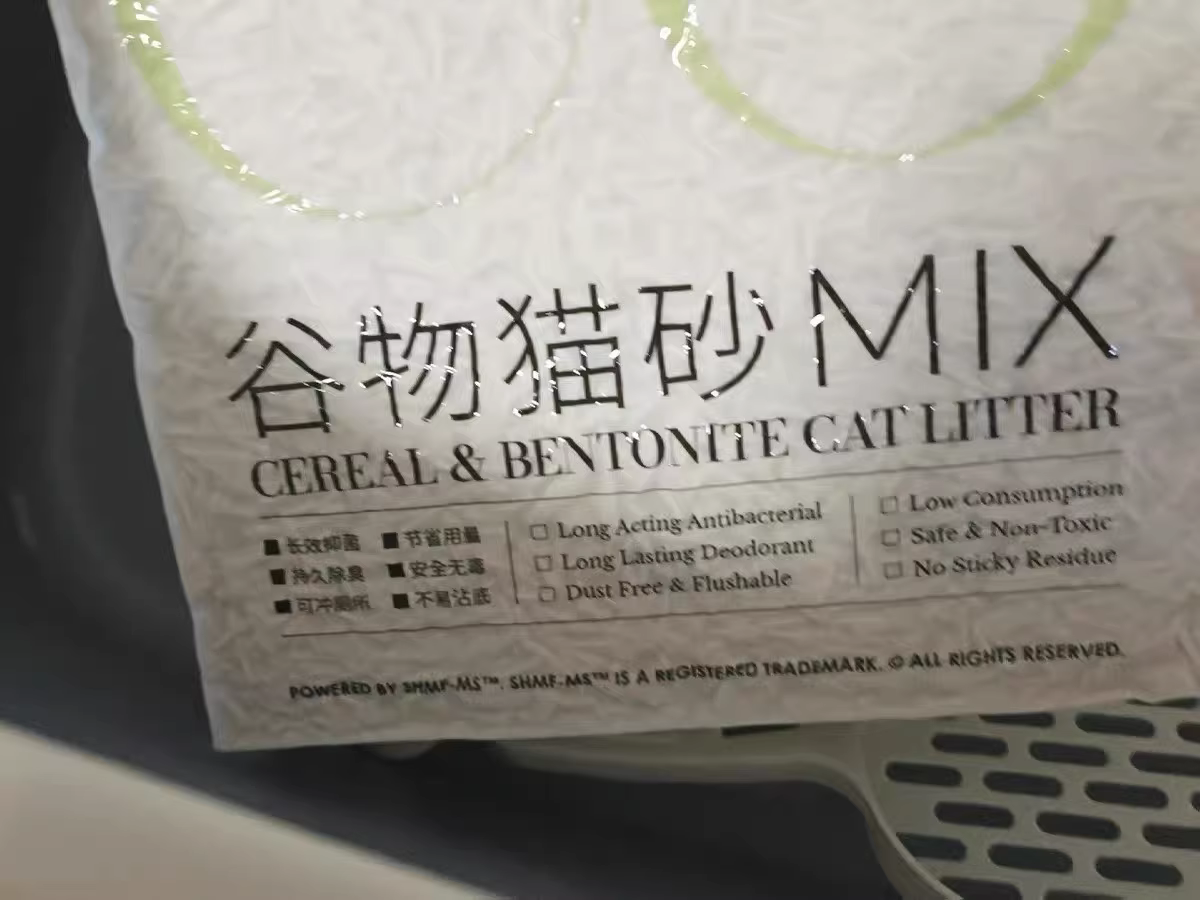 谷物猫砂MIX
CEREAL & BENTONITE CAT LITTER
■ 长效抑菌 ■ 节省用量
■ 持久除臭 ■ 安全无毒
■ 可冲厕所 ■ 不易沾底
□ Long Acting Antibacterial
□ Long Lasting Deodorant
□ Dust Free & Flushable
□ Low Consumption
□ Safe & Non-Toxic
□ No Sticky Residue
POWERED BY SHMF-MS™. SHMF-MS™ IS A REGISTERED TRADEMARK. © ALL RIGHTS RESERVED.